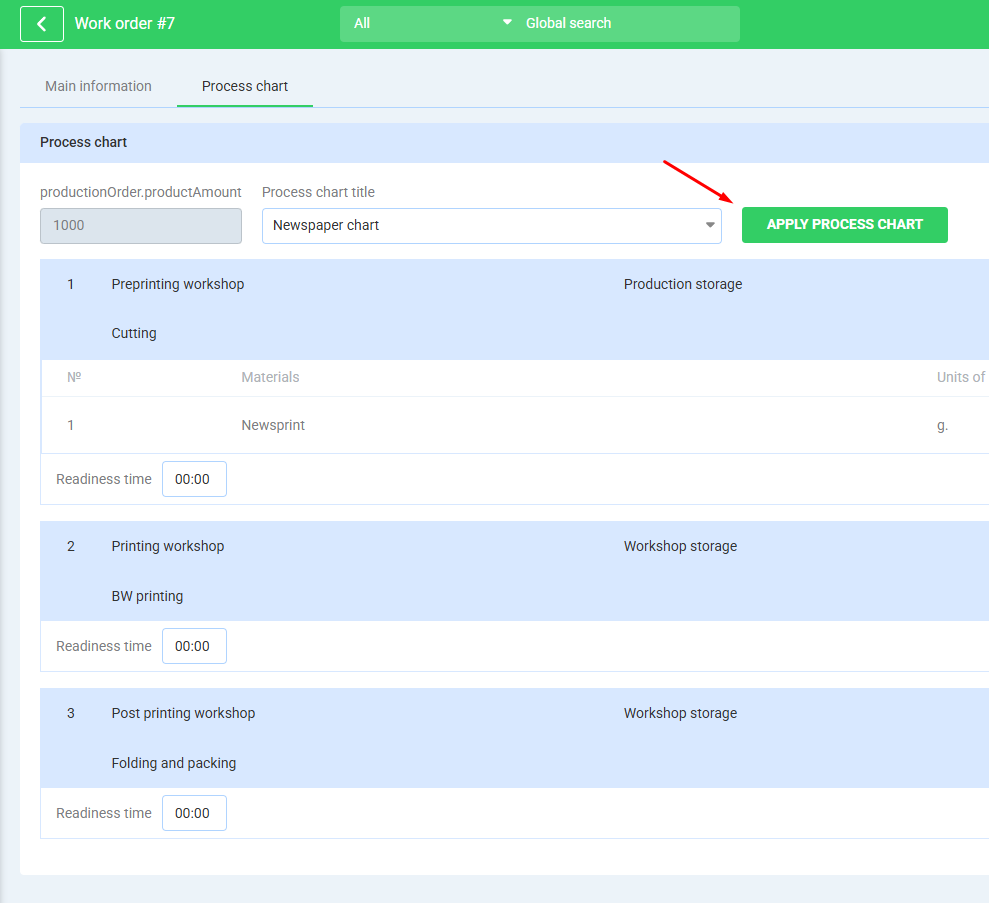 Work order #7
All Global search
Main information Process chart
Process chart
productionOrder.productAmount Process chart title
1000 Newspaper chart APPLY PROCESS CHART
1 Preprinting workshop Production storage
Cutting
№ Materials Units of
1 Newsprint g.
Readiness time 00:00
2 Printing workshop Workshop storage
BW printing
Readiness time 00:00
3 Post printing workshop Workshop storage
Folding and packing
Readiness time 00:00